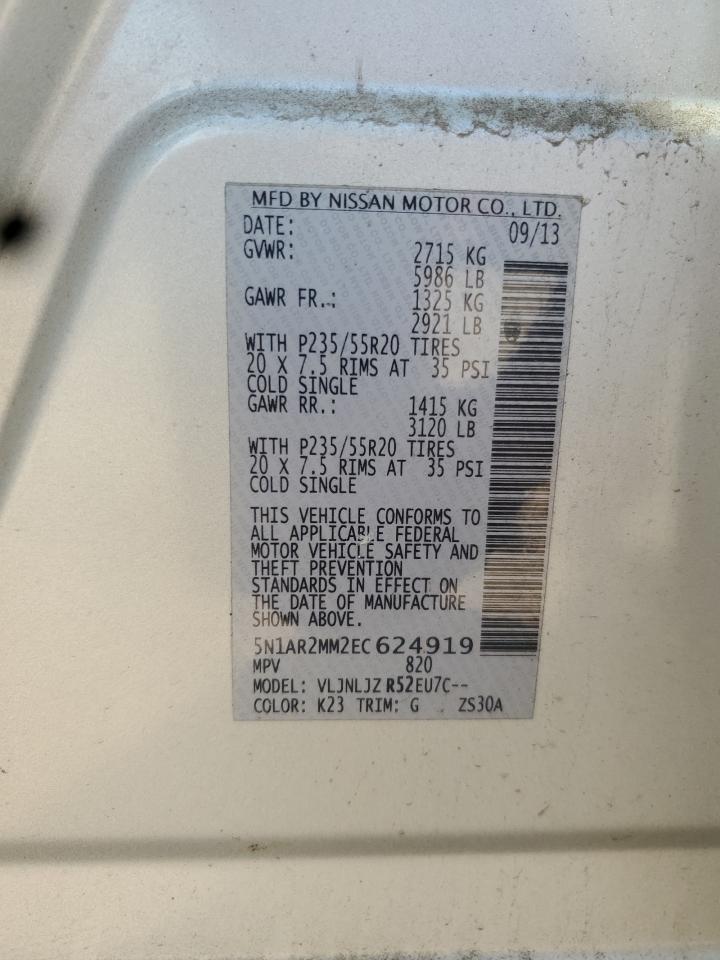 MFD BY NISSAN MOTOR CO., LTD.
DATE: 09/13
GVWR: 2715 KG
5986 LB
GAWR FR.: 1325 KG
2921 LB
WITH P235/55R20 TIRES
20 X 7.5 RIMS AT 35 PSI
COLD SINGLE
GAWR RR.: 1415 KG
3120 LB
WITH P235/55R20 TIRES
20 X 7.5 RIMS AT 35 PSI
COLD SINGLE
THIS VEHICLE CONFORMS TO
ALL APPLICABLE FEDERAL
MOTOR VEHICLE SAFETY AND
THEFT PREVENTION
STANDARDS IN EFFECT ON
THE DATE OF MANUFACTURE
SHOWN ABOVE.
5N1AR2MM2EC624919
MPV 820
MODEL: VLJNLJZ R52EU7C--
COLOR: K23 TRIM: G ZS30A